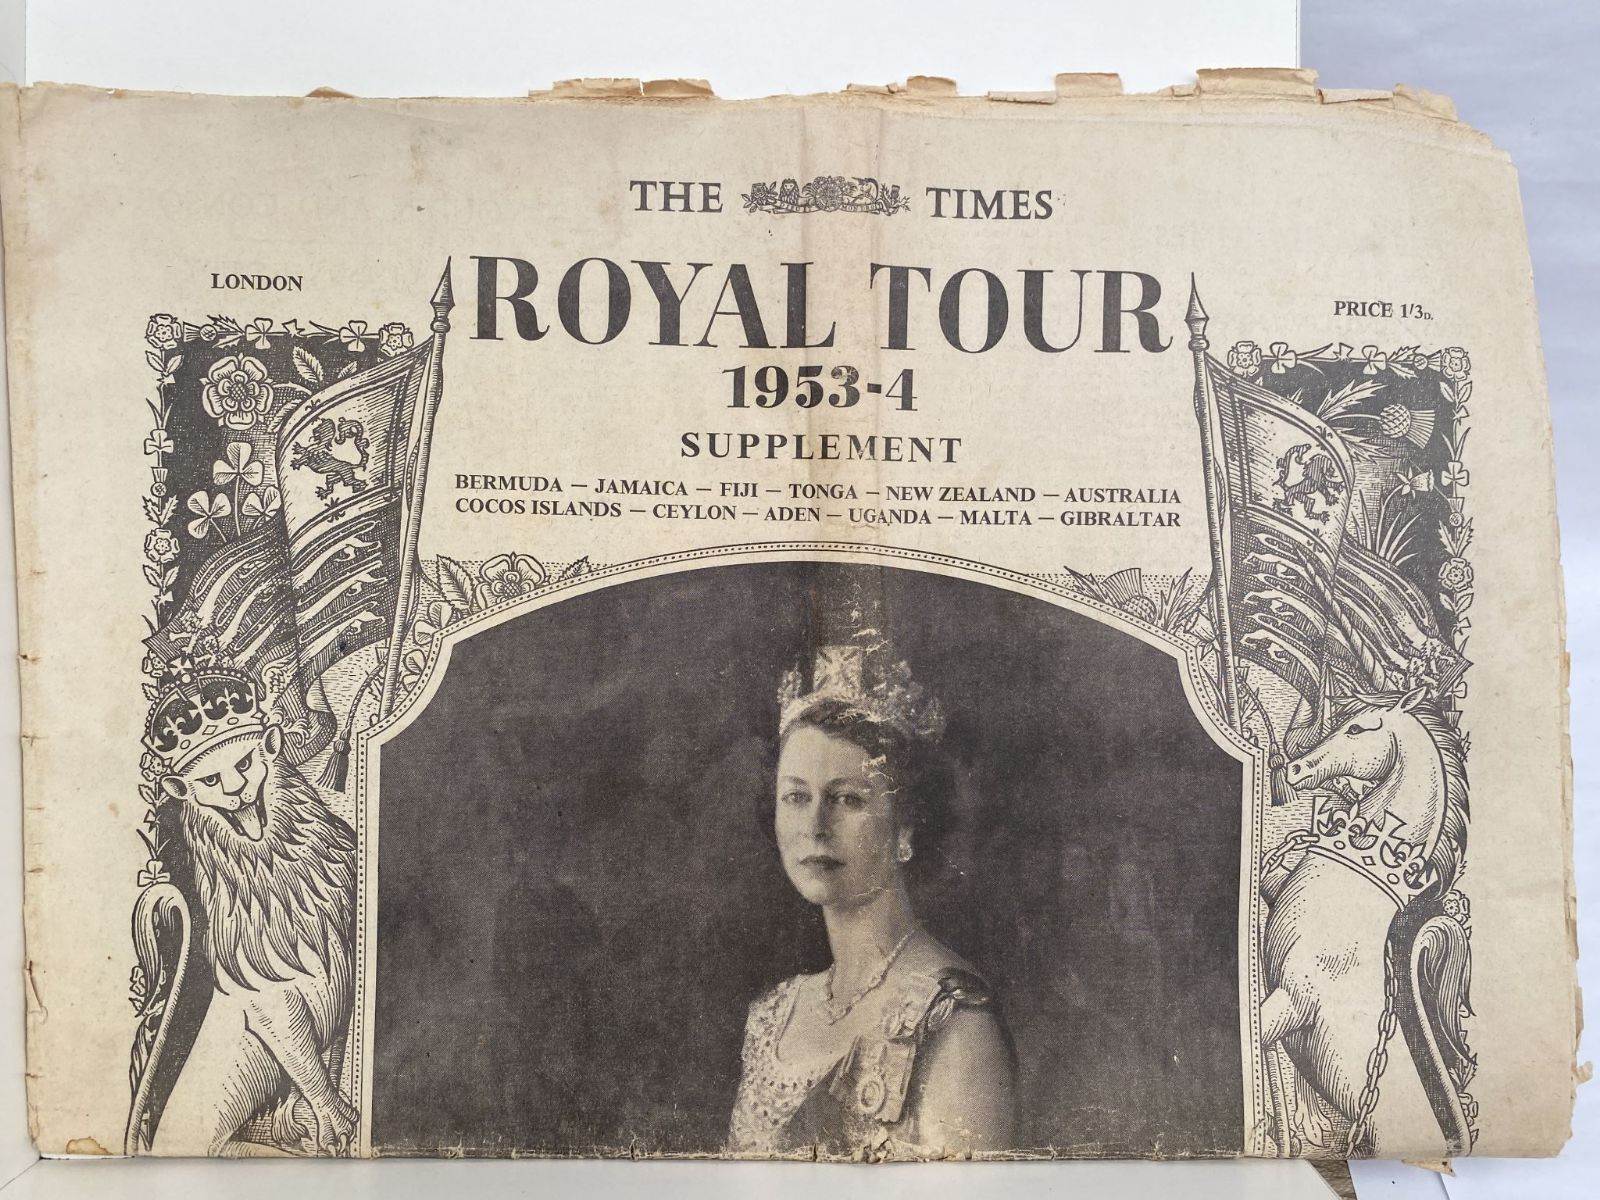 THE TIMES
ROYAL TOUR
LONDON
PRICE 1/3D.
1953-4
SUPPLEMENT
BERMUDA — JAMAICA — FIJI — TONGA — NEW ZEALAND — AUSTRALIA
COCOS ISLANDS — CEYLON — ADEN — UGANDA — MALTA — GIBRALTAR